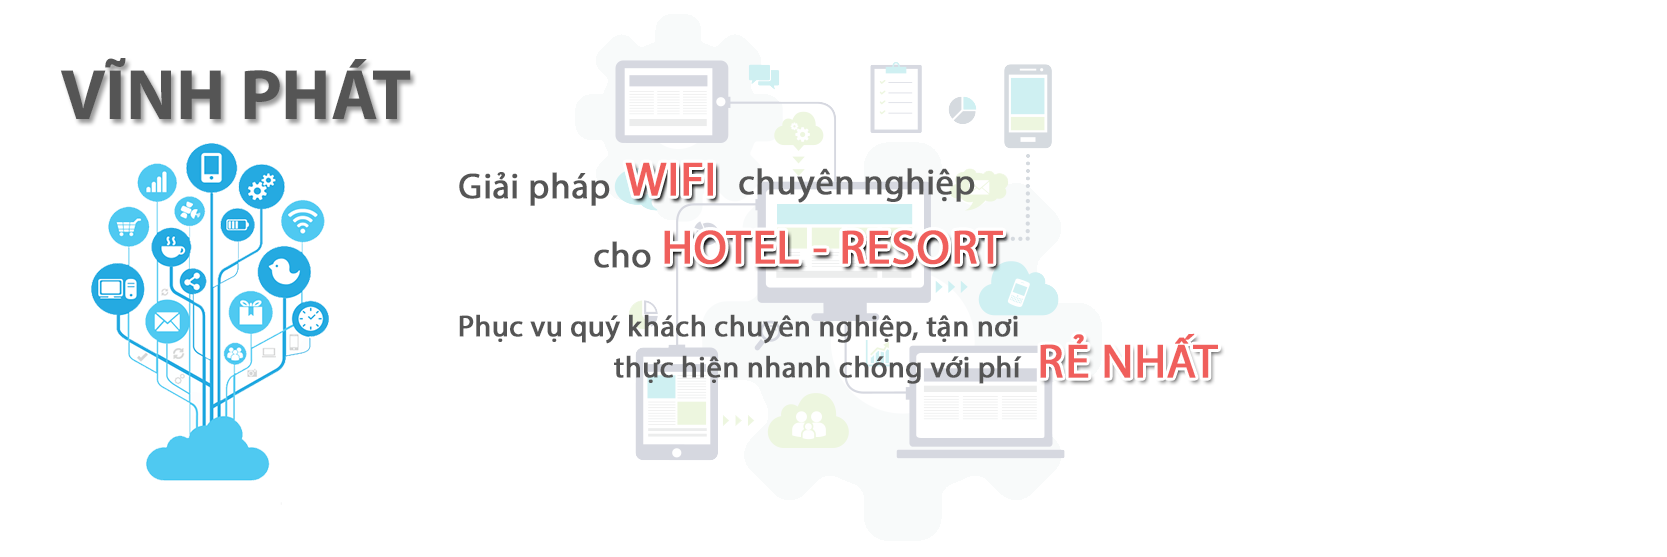 VĨNH PHÁT
Giải pháp WIFI chuyên nghiệp
cho HOTEL - RESORT
Phục vụ quý khách chuyên nghiệp, tận nơi
thực hiện nhanh chóng với phí RẺ NHẤT